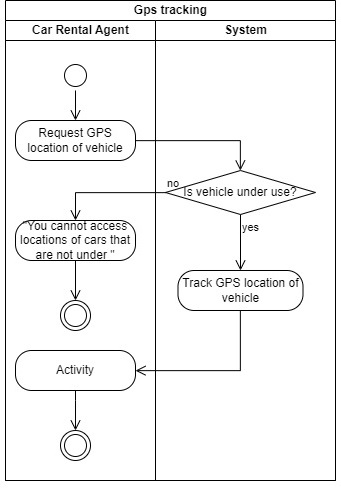 Gps tracking
Car Rental Agent
System
Request GPS
location of vehicle
no
Is vehicle under use?
"You cannot access
locations of cars that
are not under "
yes
Track GPS location of
vehicle
Activity